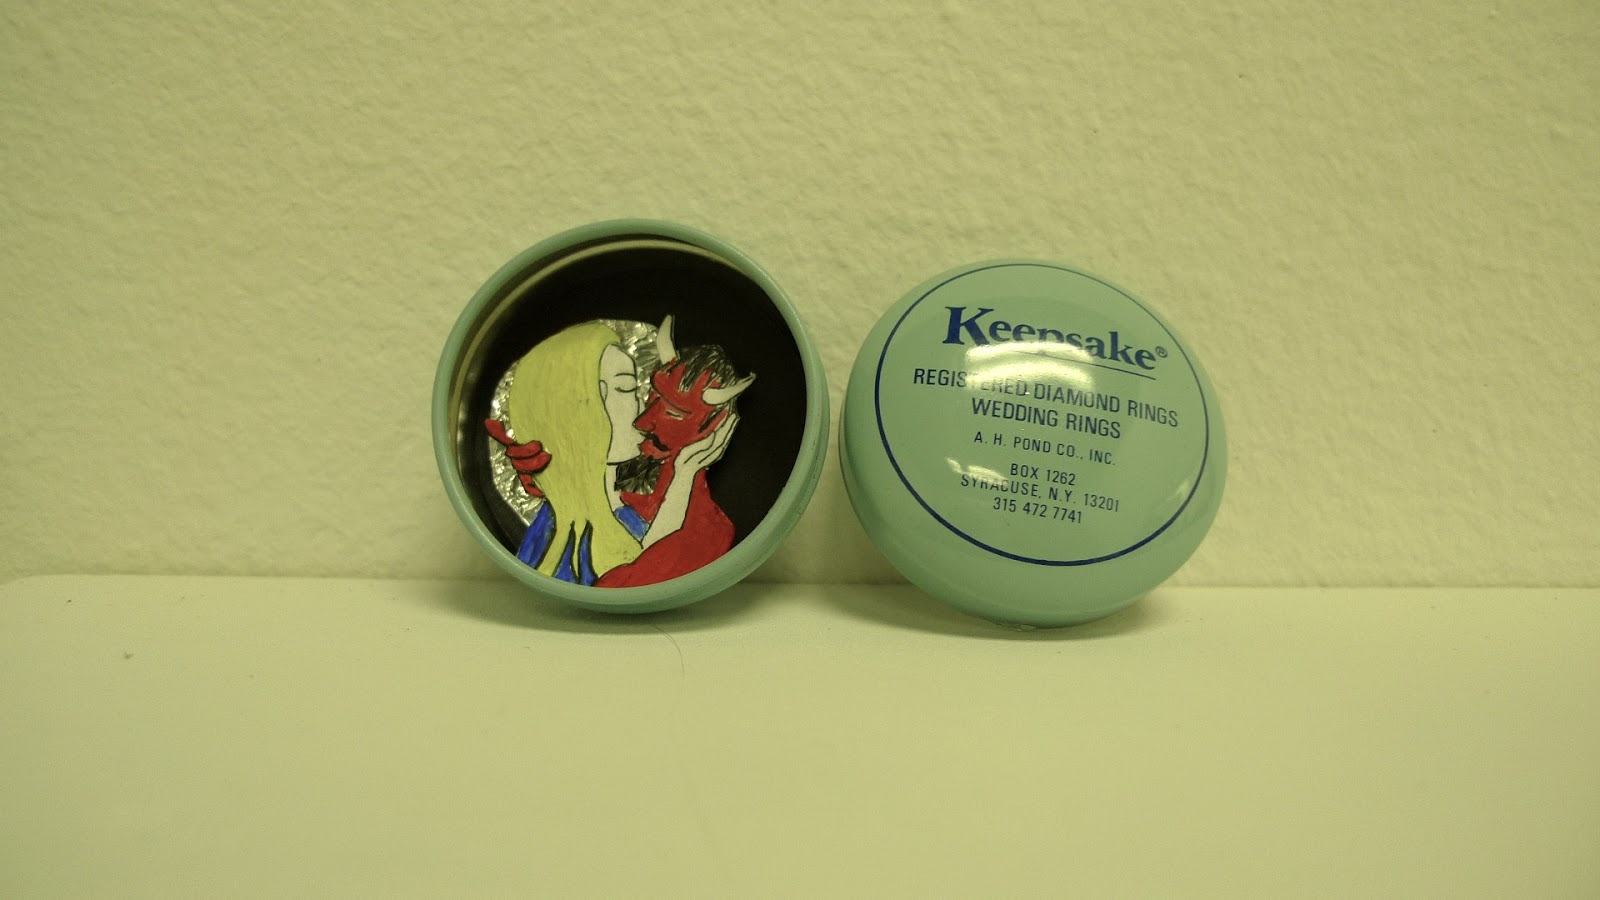 Keepsake®
REGISTERED DIAMOND RINGS
WEDDING RINGS
A. H. POND CO., INC.
BOX 1262
SYRACUSE, N.Y. 13201
315 472 7741